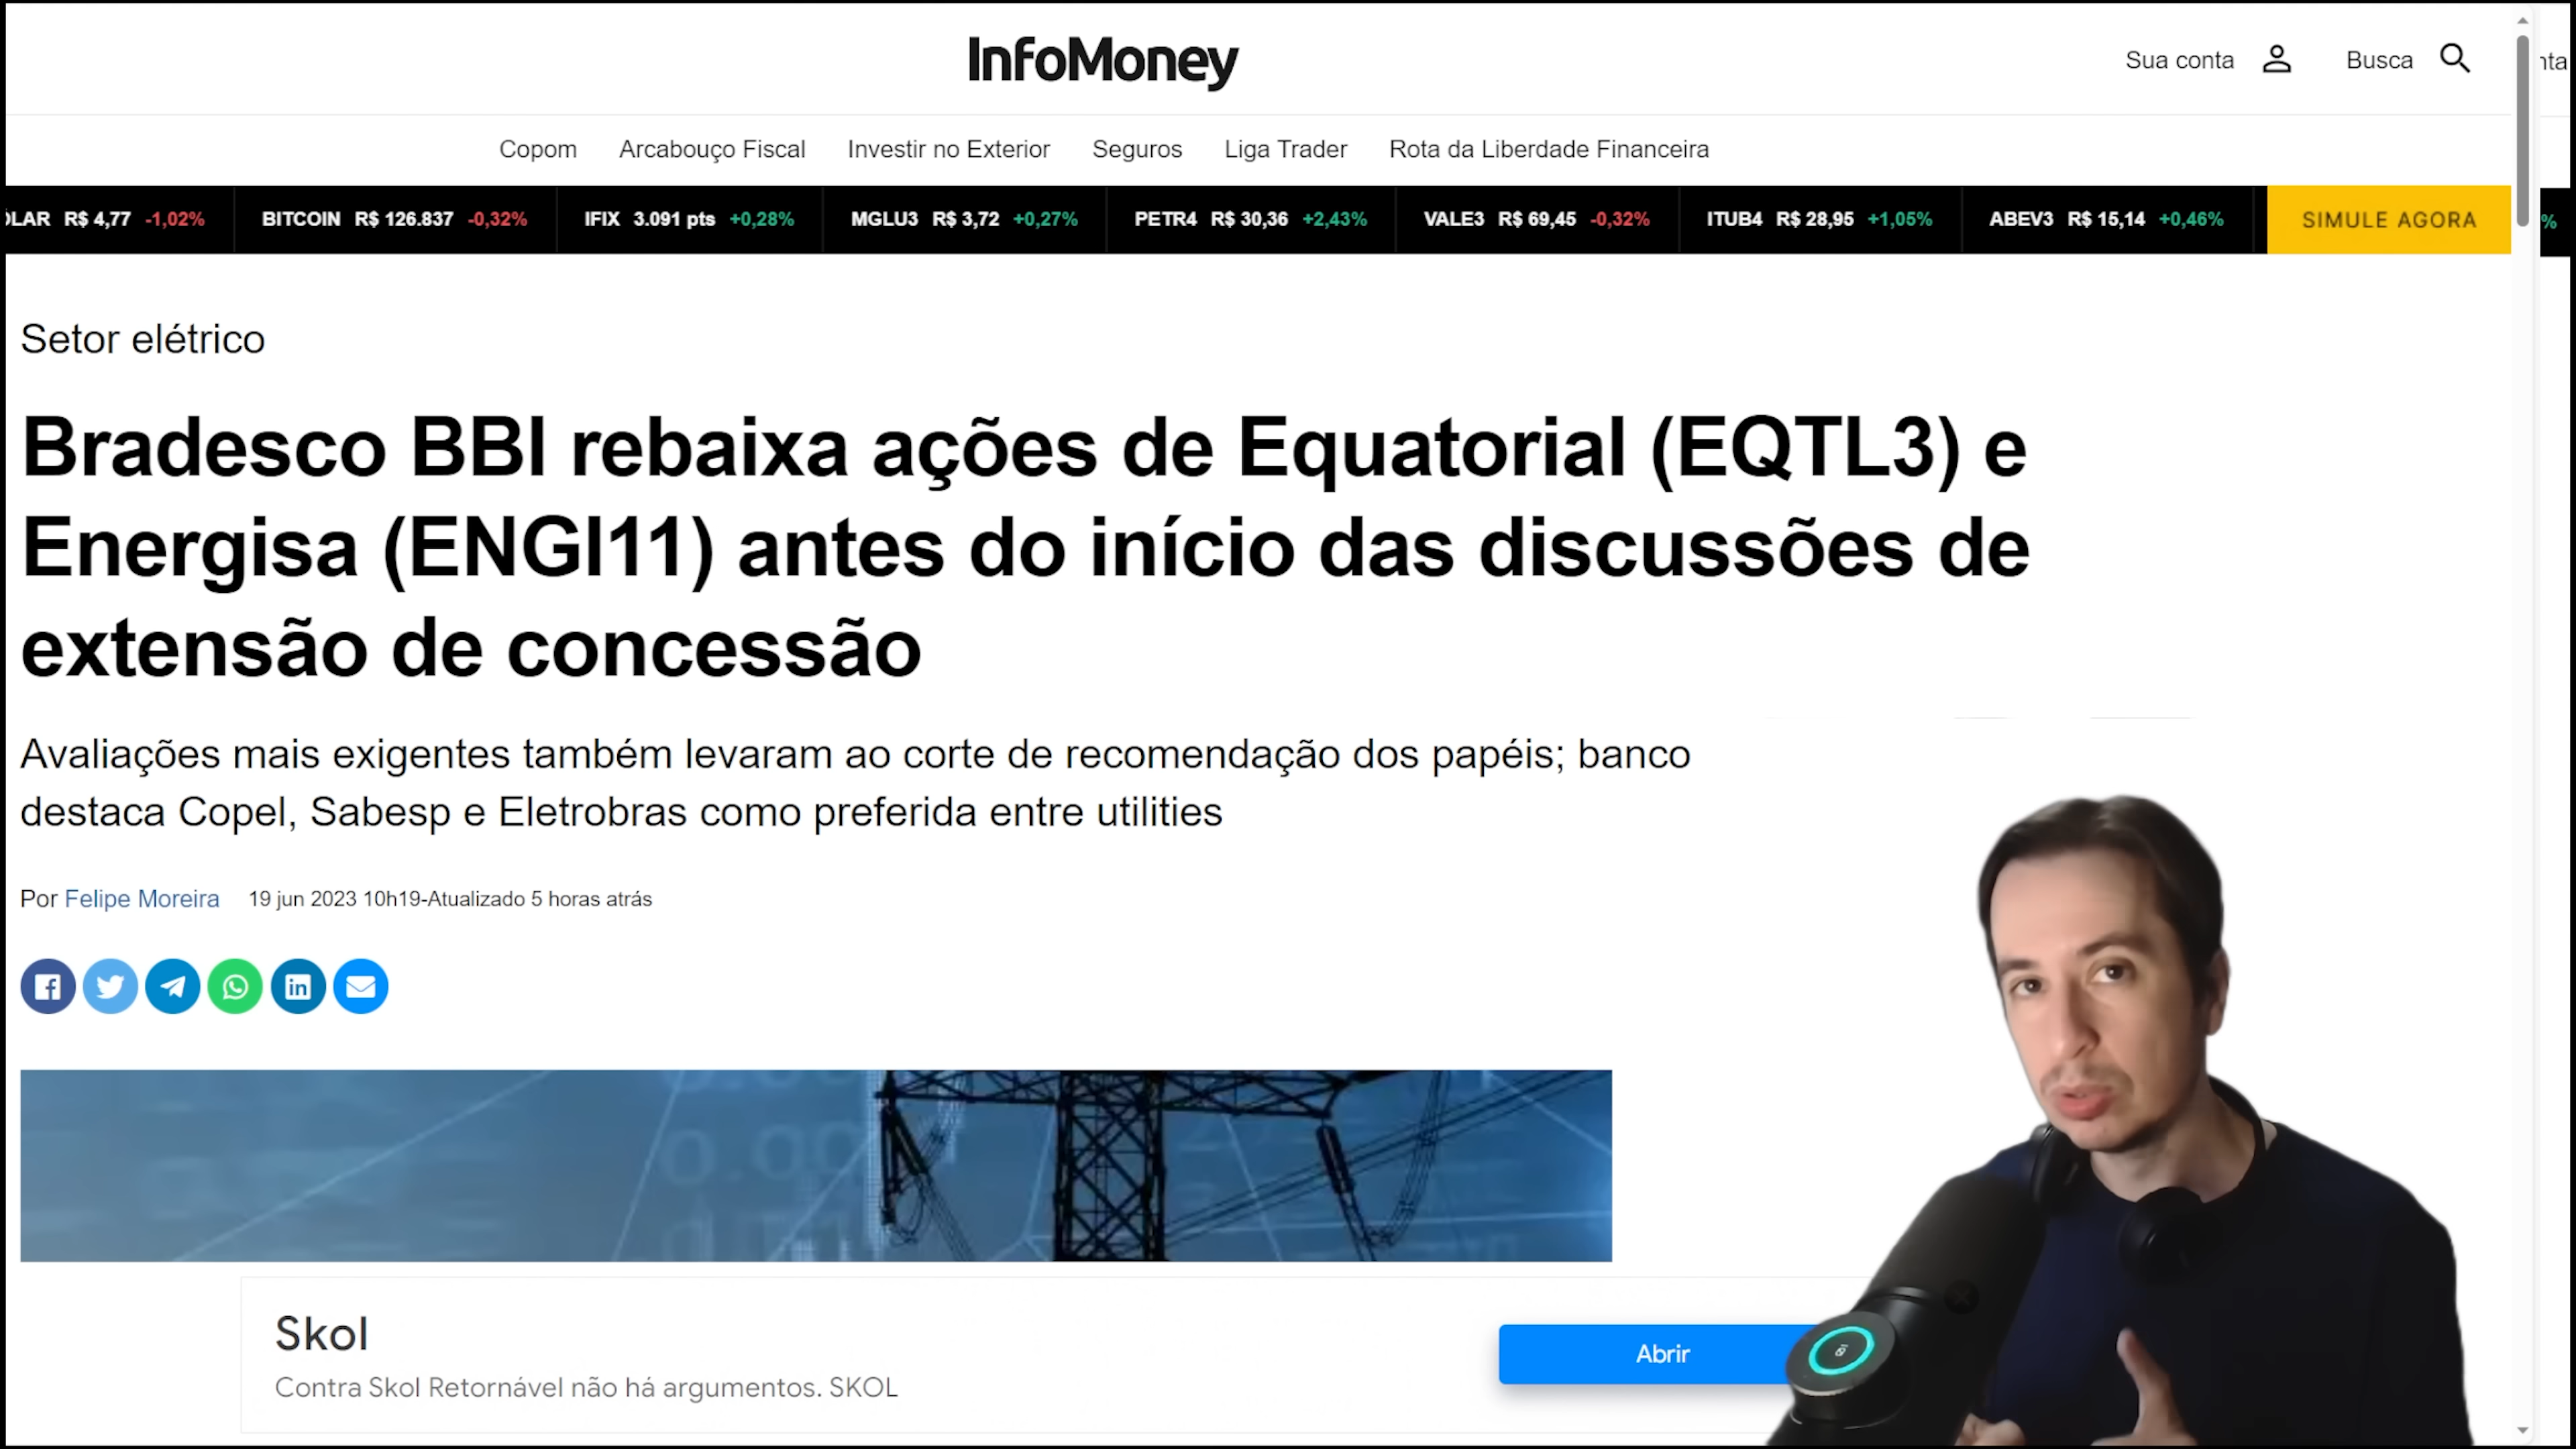 InfoMoney
Sua conta
Busca
nta
Copom
Arcabouço Fiscal
Investir no Exterior
Seguros
Liga Trader
Rota da Liberdade Financeira
R$ 4,77 -1,02%
BITCOIN R$ 126.837 -0,32%
IFIX 3.091 pts +0,28%
MGLU3 R$ 3,72 +0,27%
PETR4 R$ 30,36 +2,43%
VALE3 R$ 69,45 -0,32%
ITUB4 R$ 28,95 +1,05%
ABEV3 R$ 15,14 +0,46%
SIMULE AGORA
%
Setor elétrico
Bradesco BBI rebaixa ações de Equatorial (EQTL3) e
Energisa (ENGI11) antes do início das discussões de
extensão de concessão
Avaliações mais exigentes também levaram ao corte de recomendação dos papéis; banco
destaca Copel, Sabesp e Eletrobras como preferida entre utilities
Por Felipe Moreira 19 jun 2023 10h19-Atualizado 5 horas atrás
Skol
Contra Skol Retornável não há argumentos. SKOL
Abrir